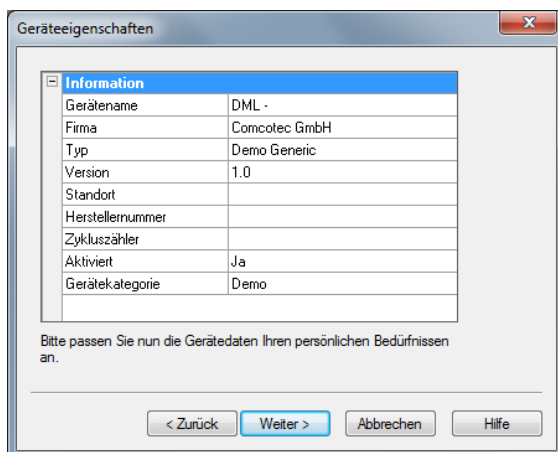 Geräteeigenschaften
Information
Gerätename DML -
Firma Comcotec GmbH
Typ Demo Generic
Version 1.0
Standort
Herstellernummer
Zykluszähler
Aktiviert Ja
Gerätekategorie Demo
Bitte passen Sie nun die Gerätedaten Ihren persönlichen Bedürfnissen
an.
< Zurück Weiter > Abbrechen Hilfe